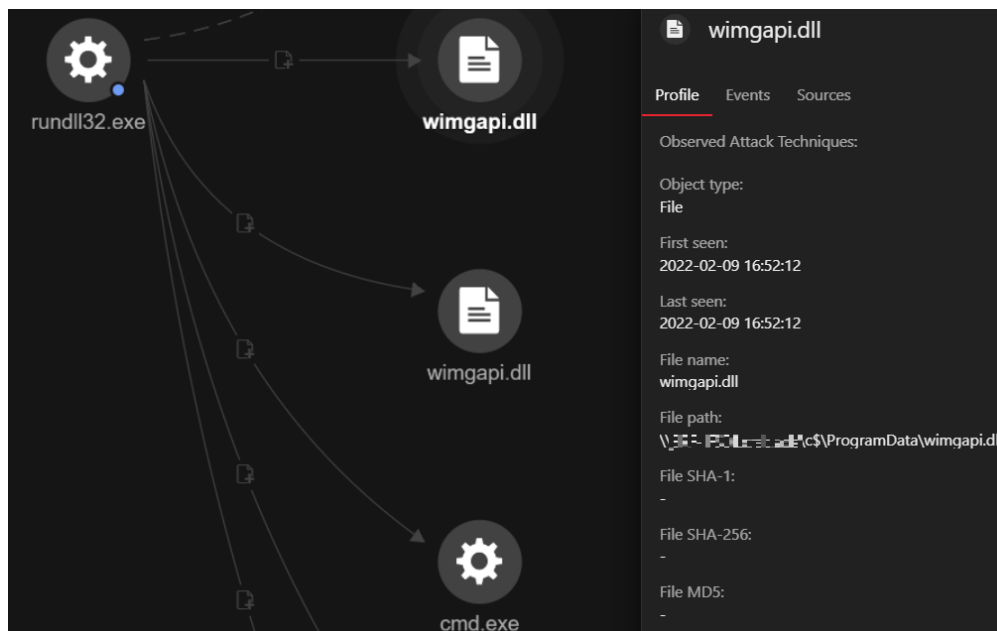 rundll32.exe
wimgapi.dll
wimgapi.dll
cmd.exe
wimgapi.dll
Profile Events Sources
Observed Attack Techniques:
Object type:
File
First seen:
2022-02-09 16:52:12
Last seen:
2022-02-09 16:52:12
File name:
wimgapi.dll
File path:
\c$\ProgramData\wimgapi.dl
File SHA-1:
-
File SHA-256:
-
File MD5:
-